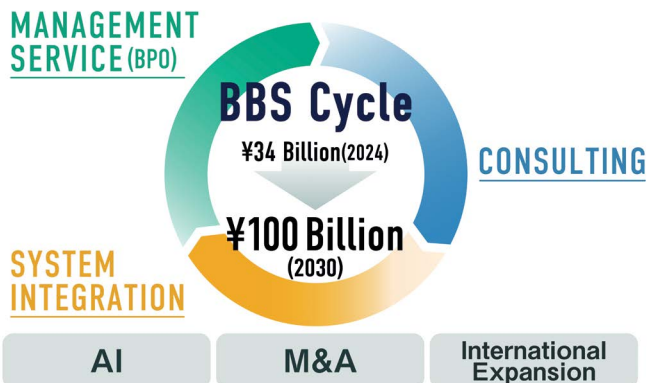 MANAGEMENT
SERVICE (BPO)
BBS Cycle
¥34 Billion(2024)
CONSULTING
¥100 Billion
(2030)
SYSTEM
INTEGRATION
AI
M&A
International
Expansion